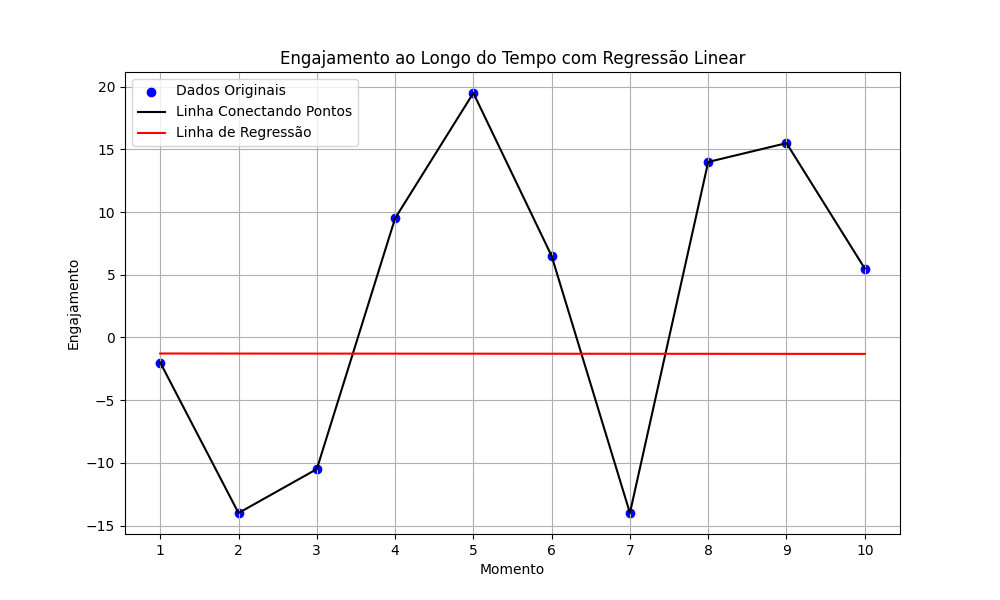 Engajamento ao Longo do Tempo com Regressão Linear
Dados Originais
Linha Conectando Pontos
Linha de Regressão
20
15
10
5
0
−5
−10
−15
Engajamento
1 2 3 4 5 6 7 8 9 10
Momento